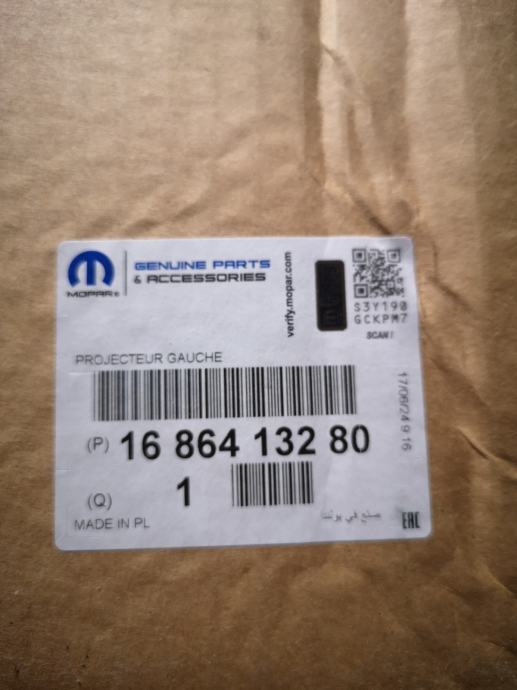 MOPAR®
GENUINE PARTS
& ACCESSORIES
verify.mopar.com
S3Y190
GCKPM7
SCAN!
PROJECTEUR GAUCHE
17/06/24 9 16
(P) 16 864 132 80
(Q) 1
MADE IN PL
صنع في بولندا
EAC